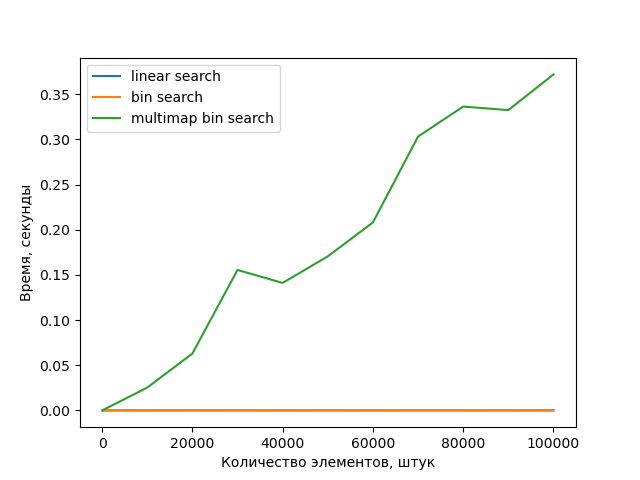 linear search
bin search
multimap bin search
0.35
0.30
0.25
0.20
0.15
0.10
0.05
0.00
Время, секунды
0 20000 40000 60000 80000 100000
Количество элементов, штук